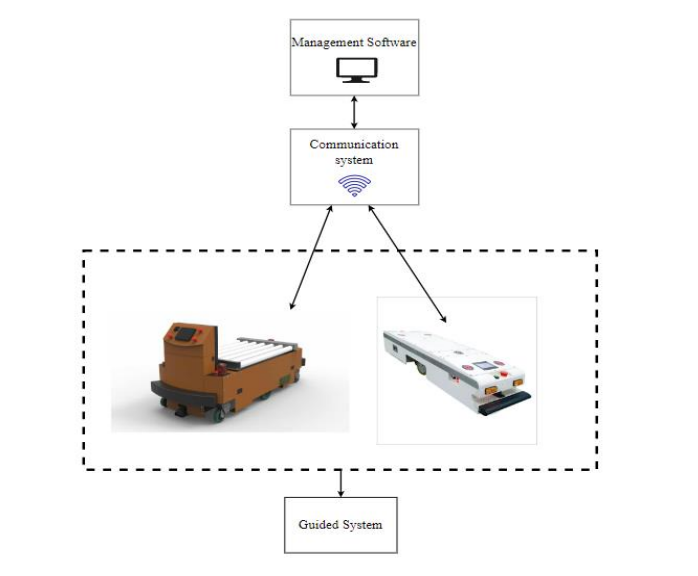 Management Software
Communication
system
Guided System